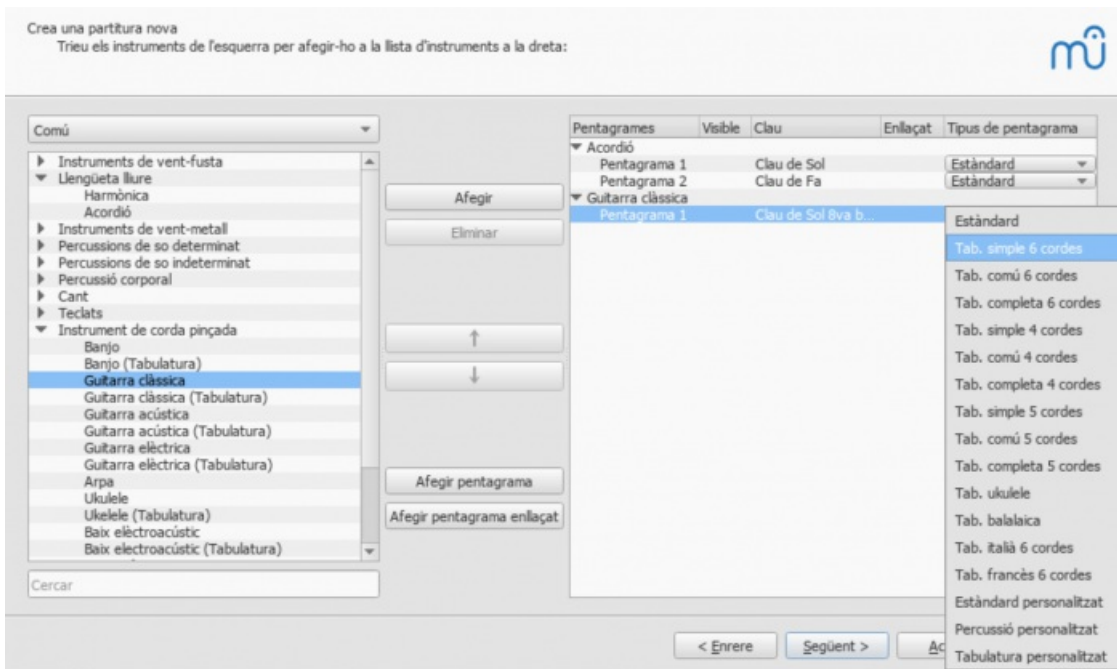 Crea una partitura nova
Trieu els instruments de l'esquerra per afegir-ho a la llista d'instruments a la dreta:
mu
Comú
Instruments de vent-fusta
Llengüeta lliure
Harmònica
Acordió
Instruments de vent-metall
Percussions de so determinat
Percussions de so indeterminat
Percussió corporal
Cant
Teclats
Instrument de corda pinçada
Banjo
Banjo (Tabulatura)
Guitarra clàssica
Guitarra clàssica (Tabulatura)
Guitarra acústica
Guitarra acústica (Tabulatura)
Guitarra elèctrica
Guitarra elèctrica (Tabulatura)
Arpa
Ukulele
Ukelele (Tabulatura)
Baix elèctroacústic
Baix electroacústic (Tabulatura)
Cercar
Afegir
Eliminar
Afegir pentagrama
Afegir pentagrama enllaçat
Pentagrames Visible Clau Enllaçat Tipus de pentagrama
Acordió
Pentagrama 1 Clau de Sol Estàndard
Pentagrama 2 Clau de Fa Estàndard
Guitarra clàssica
Pentagrama 1 Clau de Sol 8va b...
Estàndard
Tab. simple 6 cordes
Tab. comú 6 cordes
Tab. completa 6 cordes
Tab. simple 4 cordes
Tab. comú 4 cordes
Tab. completa 4 cordes
Tab. simple 5 cordes
Tab. comú 5 cordes
Tab. completa 5 cordes
Tab. ukulele
Tab. balalaica
Tab. italià 6 cordes
Tab. francès 6 cordes
Estàndard personalitzat
Percussió personalitzat
Tabulatura personalitzat
< Enrere Següent > Ac